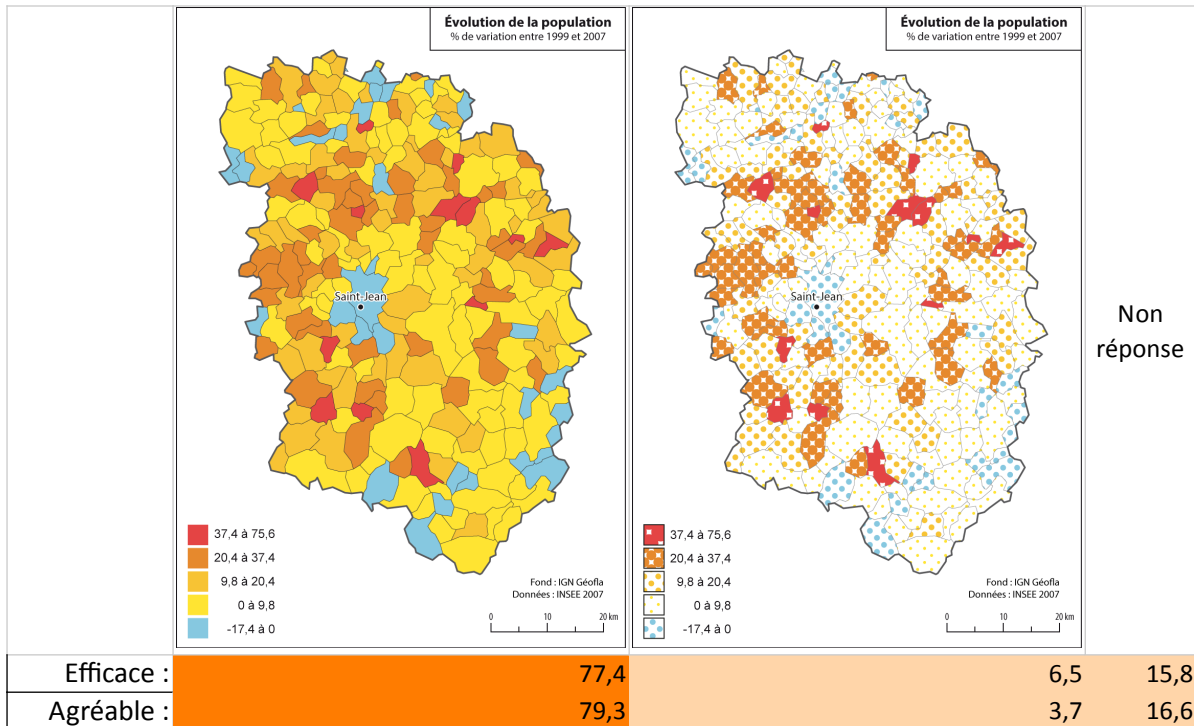 Évolution de la population
% de variation entre 1999 et 2007
Saint-Jean
37,4 à 75,6
20,4 à 37,4
9,8 à 20,4
0 à 9,8
-17,4 à 0
Fond : IGN Géofla
Données : INSEE 2007
0 10 20 km
Évolution de la population
% de variation entre 1999 et 2007
Saint-Jean
37,4 à 75,6
20,4 à 37,4
9,8 à 20,4
0 à 9,8
-17,4 à 0
Fond : IGN Géofla
Données : INSEE 2007
0 10 20 km
Non
réponse
Efficace : 77,4 6,5 15,8
Agréable : 79,3 3,7 16,6